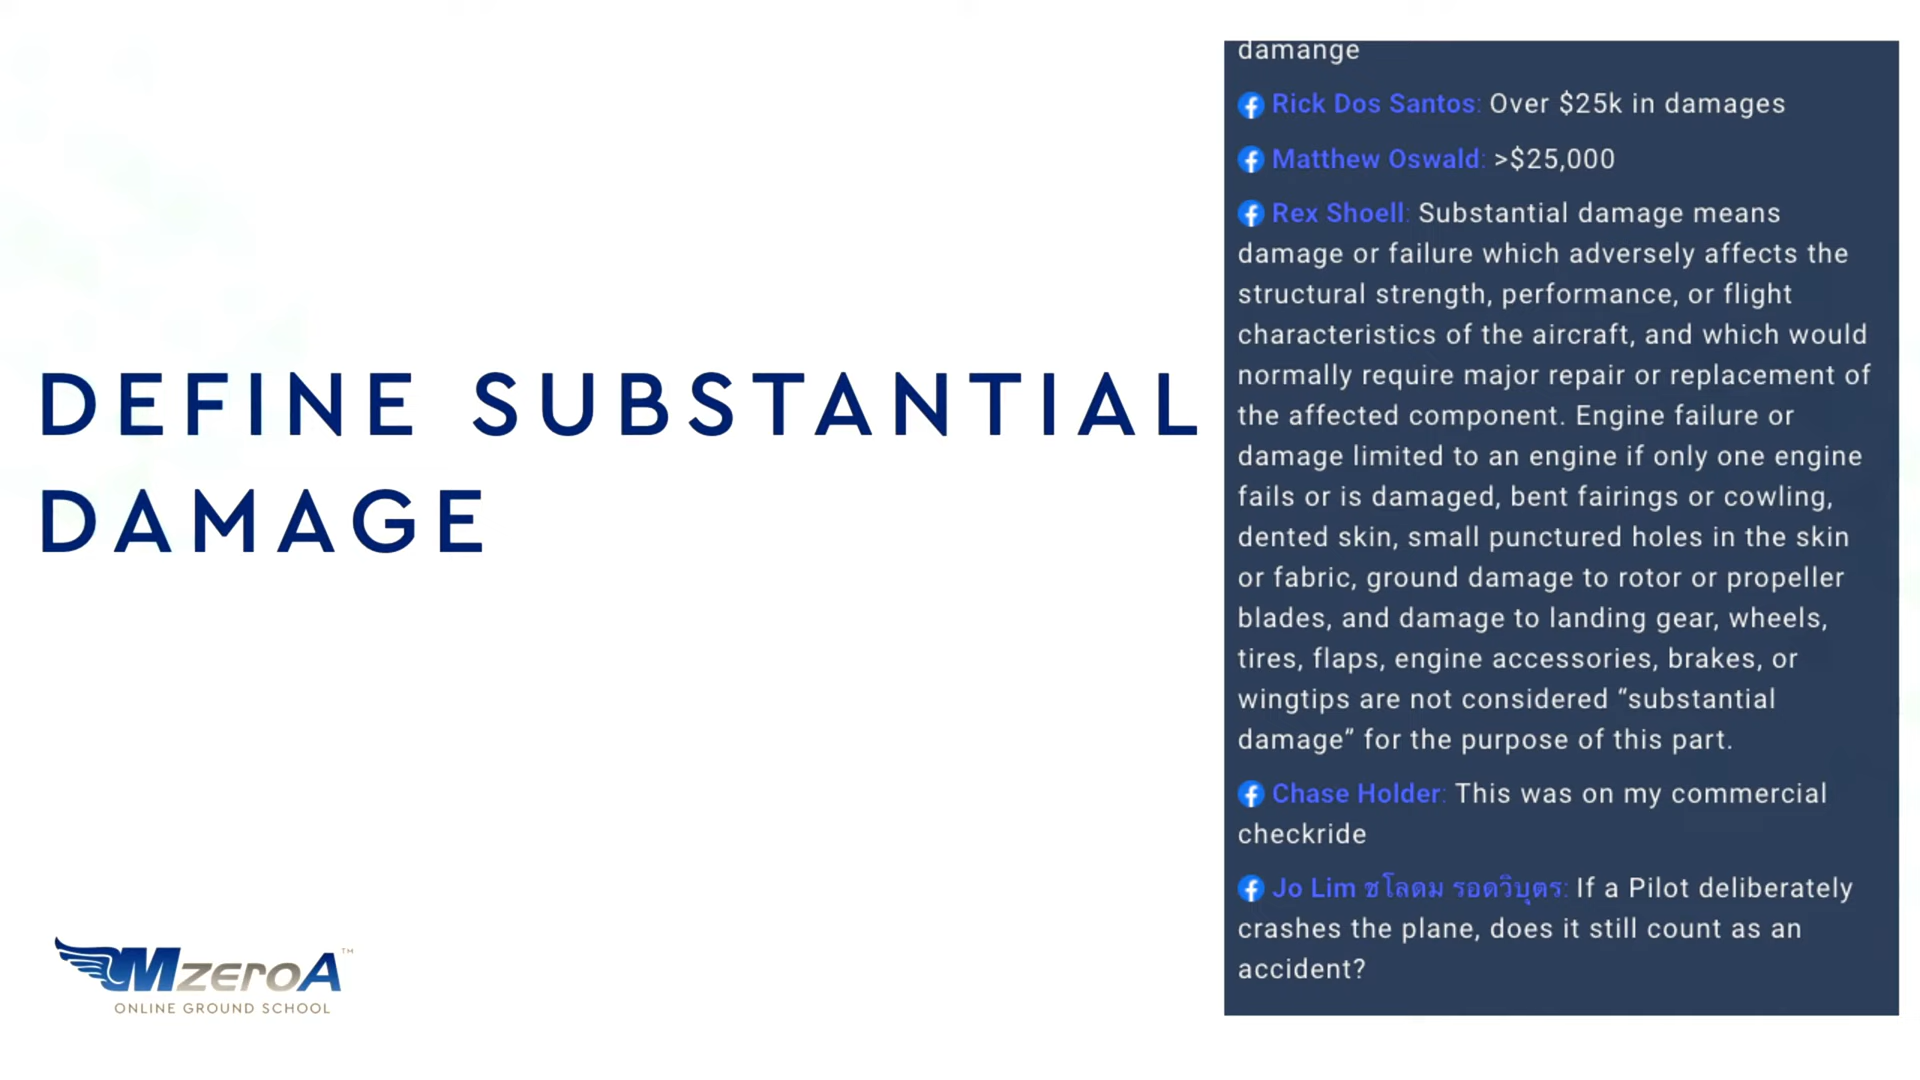 DEFINE SUBSTANTIAL
DAMAGE
MzeroA™
ONLINE GROUND SCHOOL
damange
Rick Dos Santos: Over $25k in damages
Matthew Oswald: >$25,000
Rex Shoell: Substantial damage means
damage or failure which adversely affects the
structural strength, performance, or flight
characteristics of the aircraft, and which would
normally require major repair or replacement of
the affected component. Engine failure or
damage limited to an engine if only one engine
fails or is damaged, bent fairings or cowling,
dented skin, small punctured holes in the skin
or fabric, ground damage to rotor or propeller
blades, and damage to landing gear, wheels,
tires, flaps, engine accessories, brakes, or
wingtips are not considered “substantial
damage” for the purpose of this part.
Chase Holder: This was on my commercial
checkride
Jo Lim ชโลดม รอดวิบุตร: If a Pilot deliberately
crashes the plane, does it still count as an
accident?